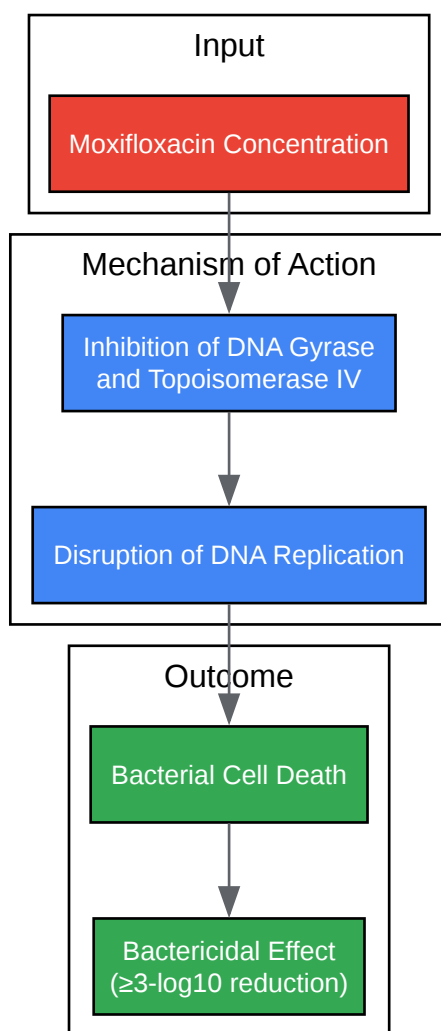 Input
Moxifloxacin Concentration
Mechanism of Action
Inhibition of DNA Gyrase
and Topoisomerase IV
Disruption of DNA Replication
Outcome
Bacterial Cell Death
Bactericidal Effect
(≥3-log10 reduction)